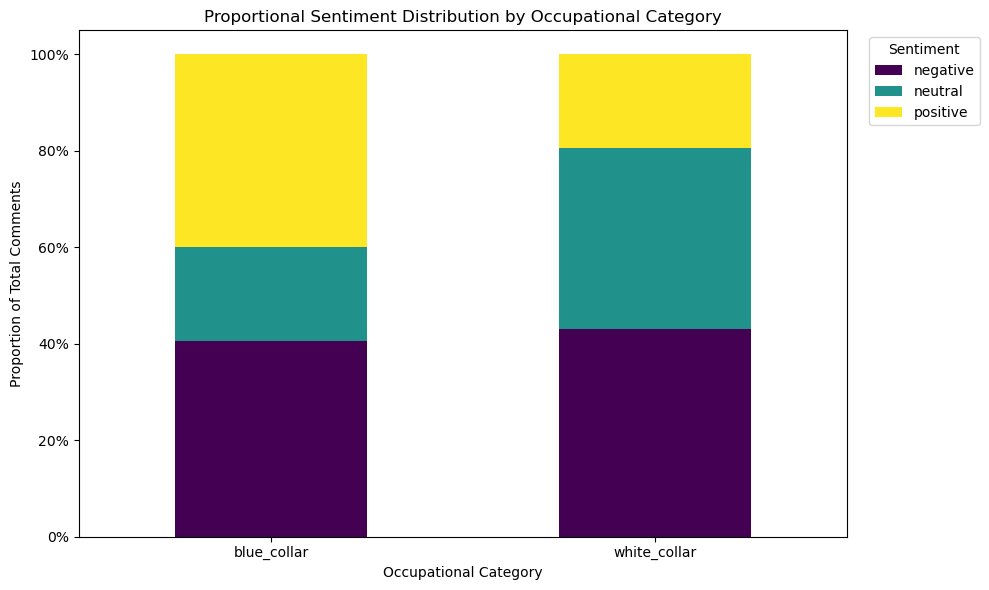 Proportional Sentiment Distribution by Occupational Category
Sentiment
negative
neutral
positive
Proportion of Total Comments
100%
80%
60%
40%
20%
0%
blue_collar
white_collar
Occupational Category